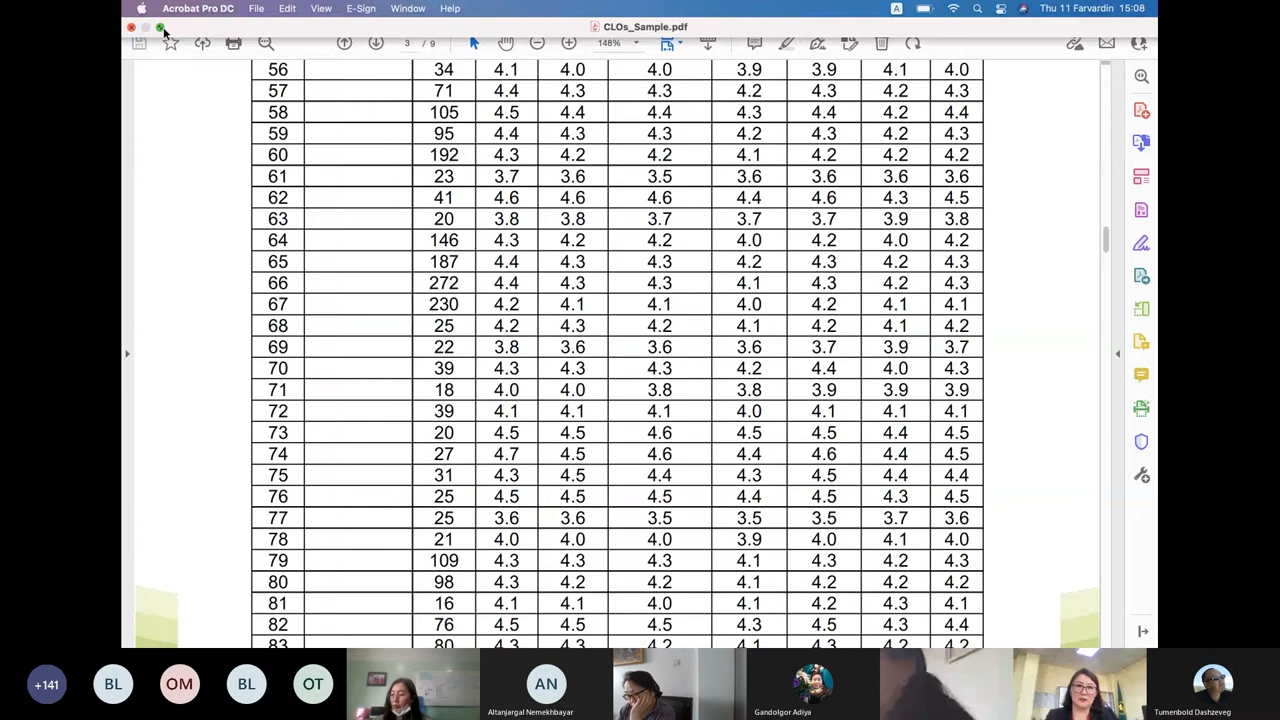 Acrobat Pro DC File Edit View E-Sign Window Help A Thu 11 Farvardin 15:08
CLOs_Sample.pdf
3 / 9 148%
56 34 4.1 4.0 4.0 3.9 3.9 4.1 4.0
57 71 4.4 4.3 4.3 4.2 4.3 4.2 4.3
58 105 4.5 4.4 4.4 4.3 4.4 4.2 4.4
59 95 4.4 4.3 4.3 4.2 4.3 4.2 4.3
60 192 4.3 4.2 4.2 4.1 4.2 4.2 4.2
61 23 3.7 3.6 3.5 3.6 3.6 3.6 3.6
62 41 4.6 4.6 4.6 4.4 4.6 4.3 4.5
63 20 3.8 3.8 3.7 3.7 3.7 3.9 3.8
64 146 4.3 4.2 4.2 4.0 4.2 4.0 4.2
65 187 4.4 4.3 4.3 4.2 4.3 4.2 4.3
66 272 4.4 4.3 4.3 4.1 4.3 4.2 4.3
67 230 4.2 4.1 4.1 4.0 4.2 4.1 4.1
68 25 4.2 4.3 4.2 4.1 4.2 4.1 4.2
69 22 3.8 3.6 3.6 3.6 3.7 3.9 3.7
70 39 4.3 4.3 4.3 4.2 4.4 4.0 4.3
71 18 4.0 4.0 3.8 3.8 3.9 3.9 3.9
72 39 4.1 4.1 4.1 4.0 4.1 4.1 4.1
73 20 4.5 4.5 4.6 4.5 4.5 4.4 4.5
74 27 4.7 4.5 4.6 4.4 4.6 4.4 4.5
75 31 4.3 4.5 4.4 4.3 4.5 4.4 4.4
76 25 4.5 4.5 4.5 4.4 4.5 4.3 4.5
77 25 3.6 3.6 3.5 3.5 3.5 3.7 3.6
78 21 4.0 4.0 4.0 3.9 4.0 4.1 4.0
79 109 4.3 4.3 4.3 4.1 4.3 4.2 4.3
80 98 4.3 4.2 4.2 4.1 4.2 4.2 4.2
81 16 4.1 4.1 4.0 4.1 4.2 4.3 4.1
82 76 4.5 4.5 4.5 4.3 4.5 4.3 4.4
83 80 4.3 4.3 4.2 4.1 4.3 4.2 4.2
+141 BL OM BL OT AN
Altanjargal Nemekhbayar Gandolgor Adiya Tumenbold Dashzeveg